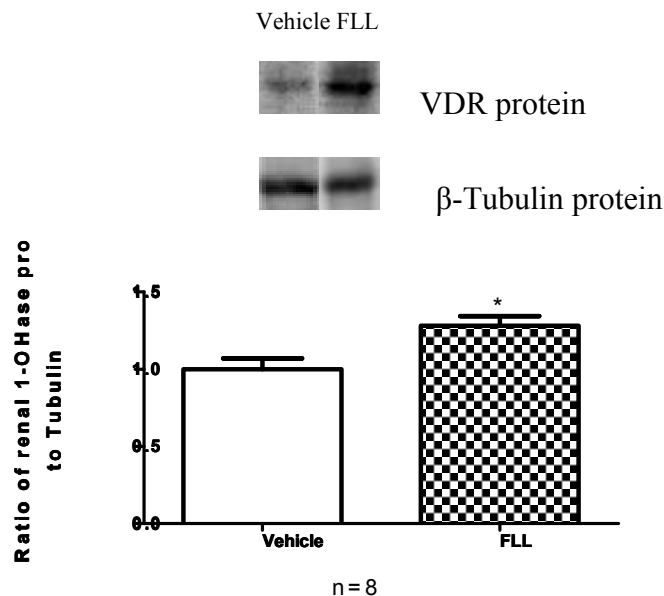 Vehicle FLL
VDR protein
β-Tubulin protein
Ratio of renal 1-OHase pro
to Tubulin
1.5
*
1.0
0.5
0.0
Vehicle FLL
n = 8